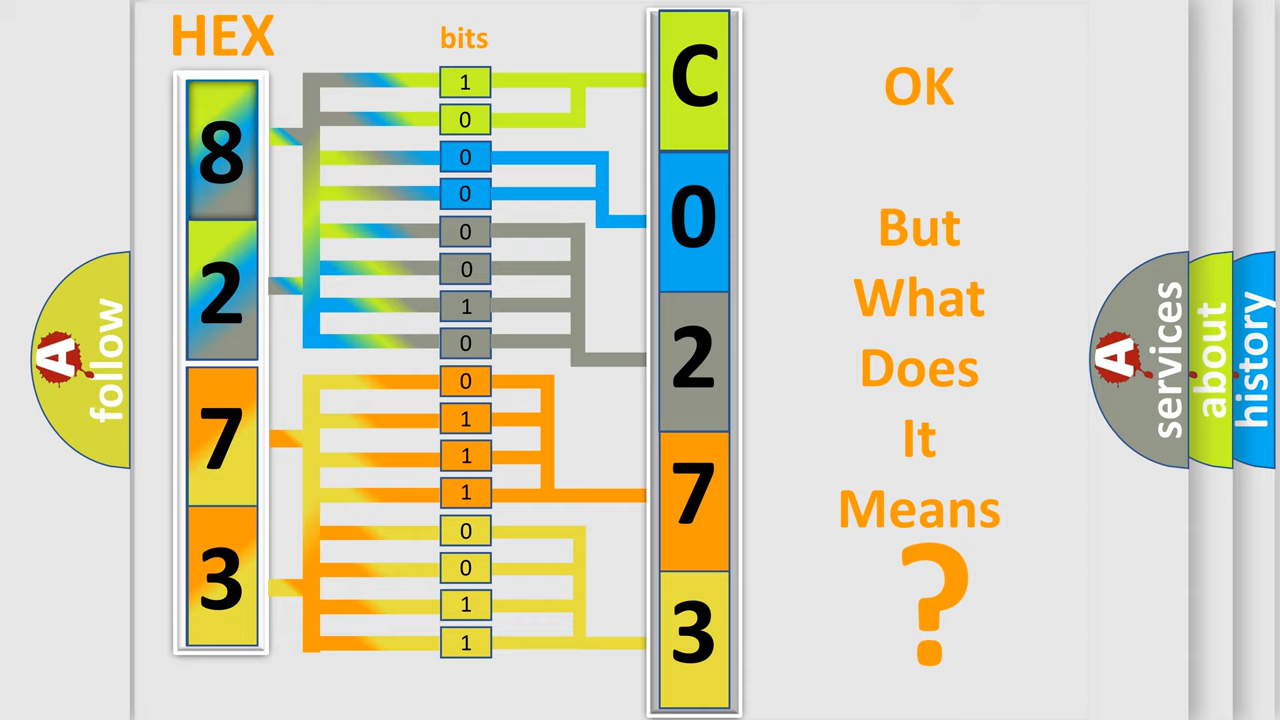 HEX
bits
8
2
7
3
1
0
0
0
0
0
1
0
0
1
1
1
0
0
1
1
C
0
2
7
3
OK
But
What
Does
It
Means
?
A
follow
A
services
about
history